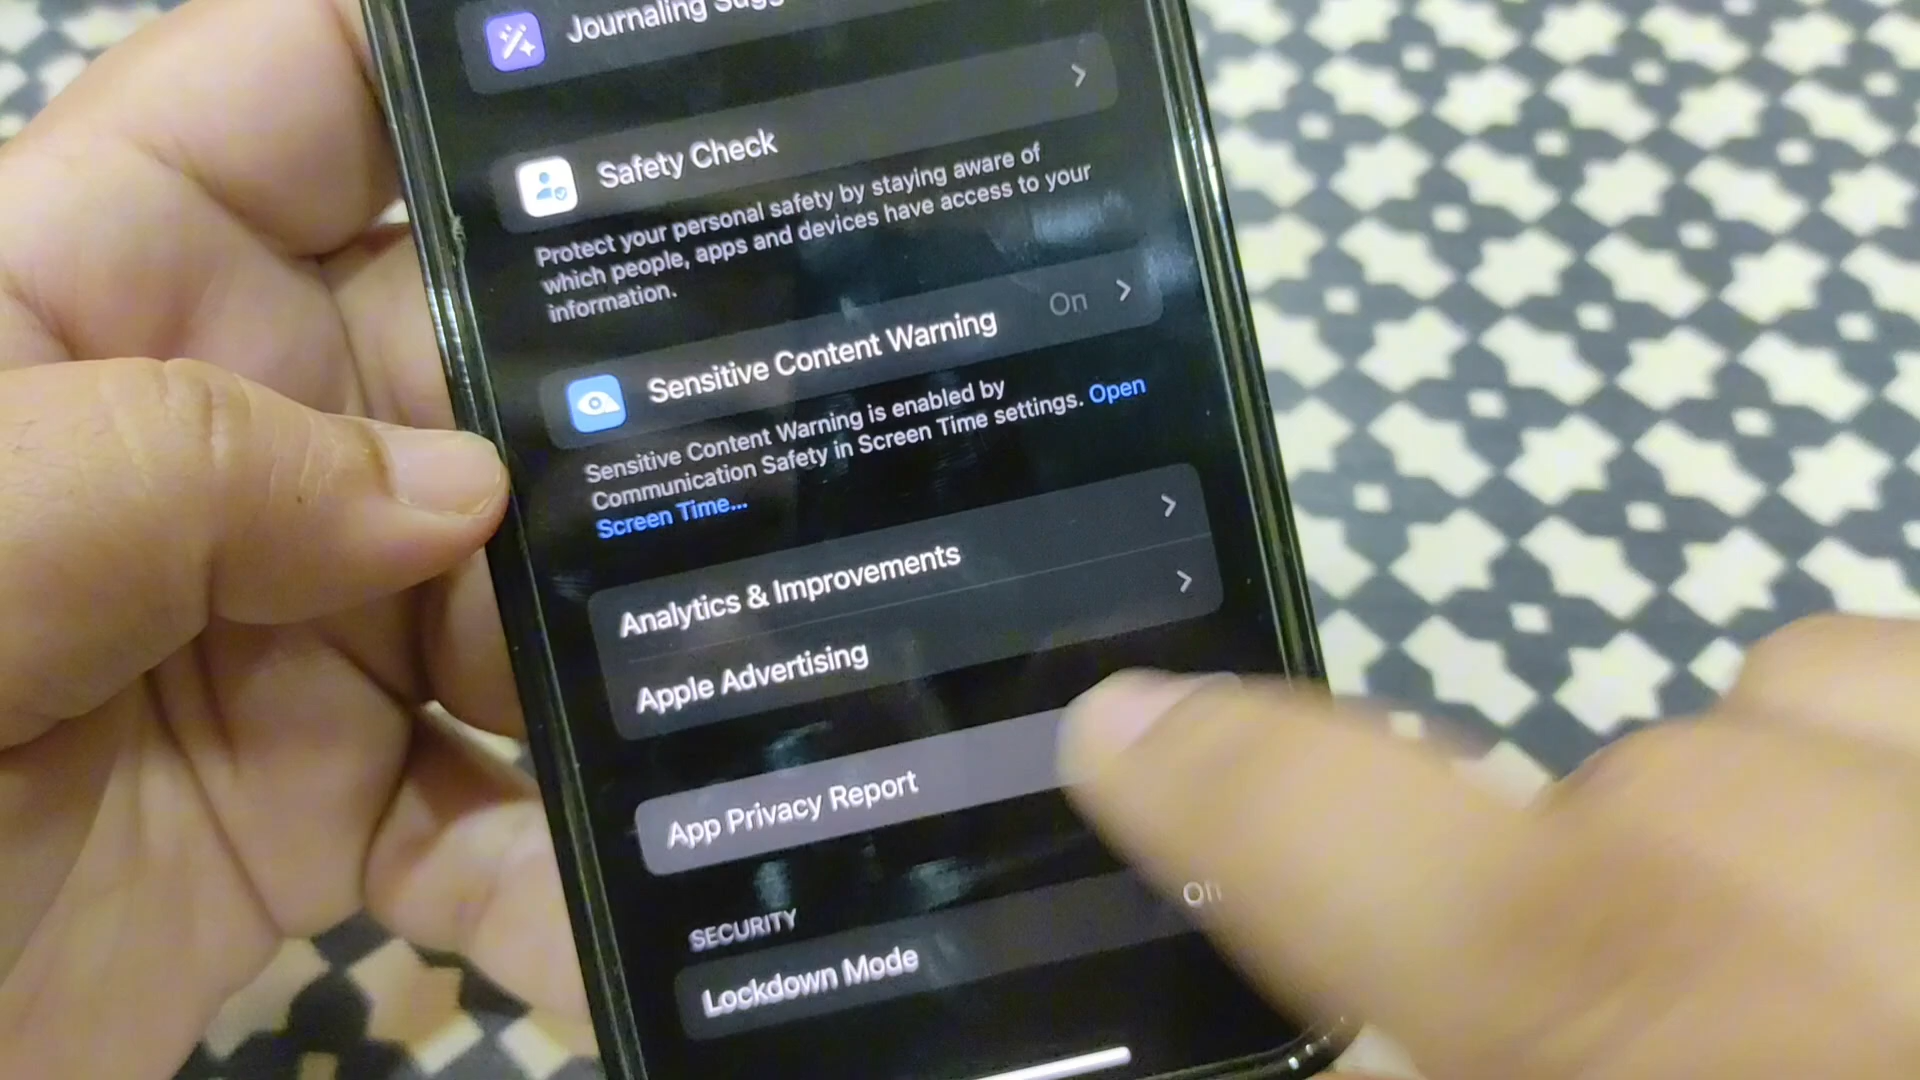 Journaling
Safety Check
Protect your personal safety by staying aware of
which people, apps and devices have access to your
information.
Sensitive Content Warning On
Sensitive Content Warning is enabled by
Communication Safety in Screen Time settings. Open
Screen Time...
Analytics & Improvements
Apple Advertising
App Privacy Report
SECURITY
Lockdown Mode